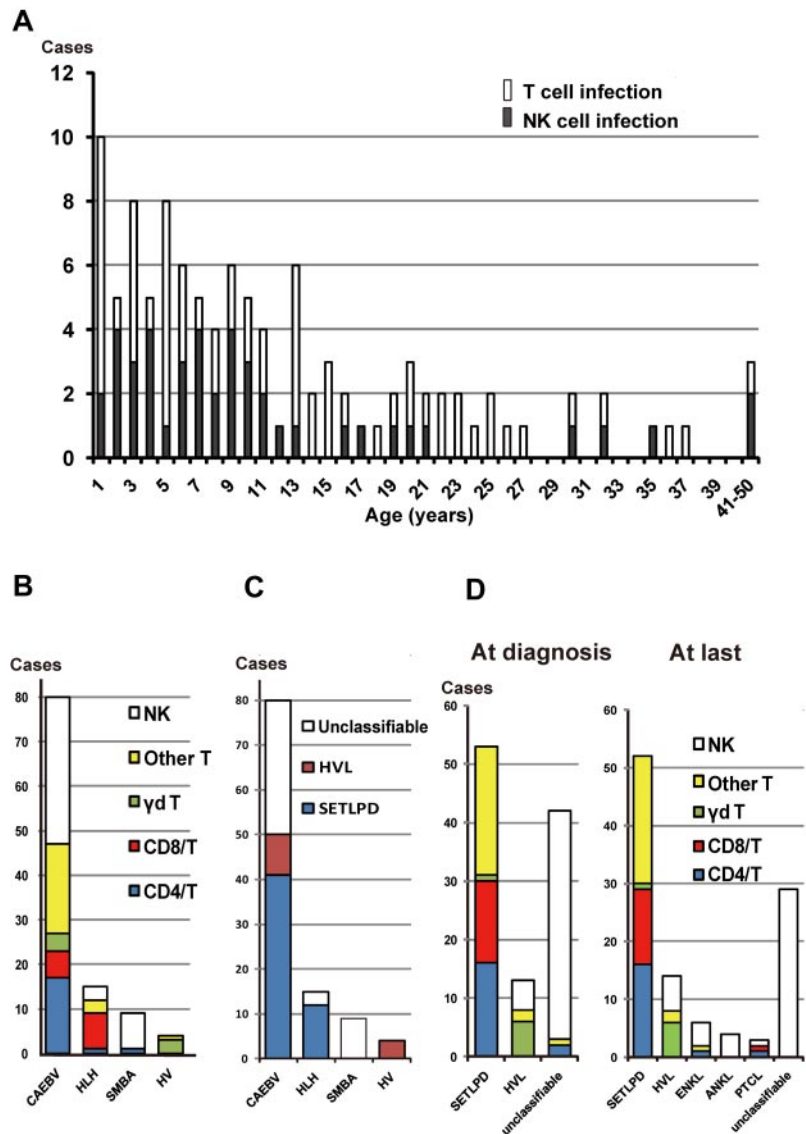 A
Cases
12
10
8
6
4
2
0
T cell infection
NK cell infection
1 3 5 7 9 11 13 15 17 19 21 23 25 27 29 31 33 35 37 39 41-50
Age (years)
B
Cases
80
70
60
50
40
30
20
10
0
NK
Other T
γd T
CD8/T
CD4/T
CAEBV HLH SMBA HV
C
Cases
80
70
60
50
40
30
20
10
0
Unclassifiable
HVL
SETLPD
CAEBV HLH SMBA HV
D
At diagnosis
Cases
60
50
40
30
20
10
0
SETLPD HVL unclassifiable
At last
60
50
40
30
20
10
0
NK
Other T
γd T
CD8/T
CD4/T
SETLPD HVL ENKL ANKL PTCL unclassifiable